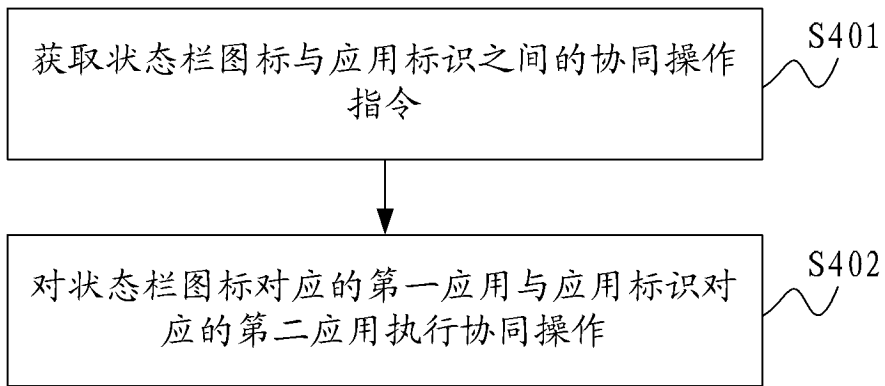 获取状态栏图标与应用标识之间的协同操作
指令
S401
对状态栏图标对应的第一应用与应用标识对
应的第二应用执行协同操作
S402